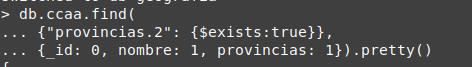 > db.ccaa.find(
... {"provincias.2": {$exists:true}},
... {_id: 0, nombre: 1, provincias: 1}).pretty()